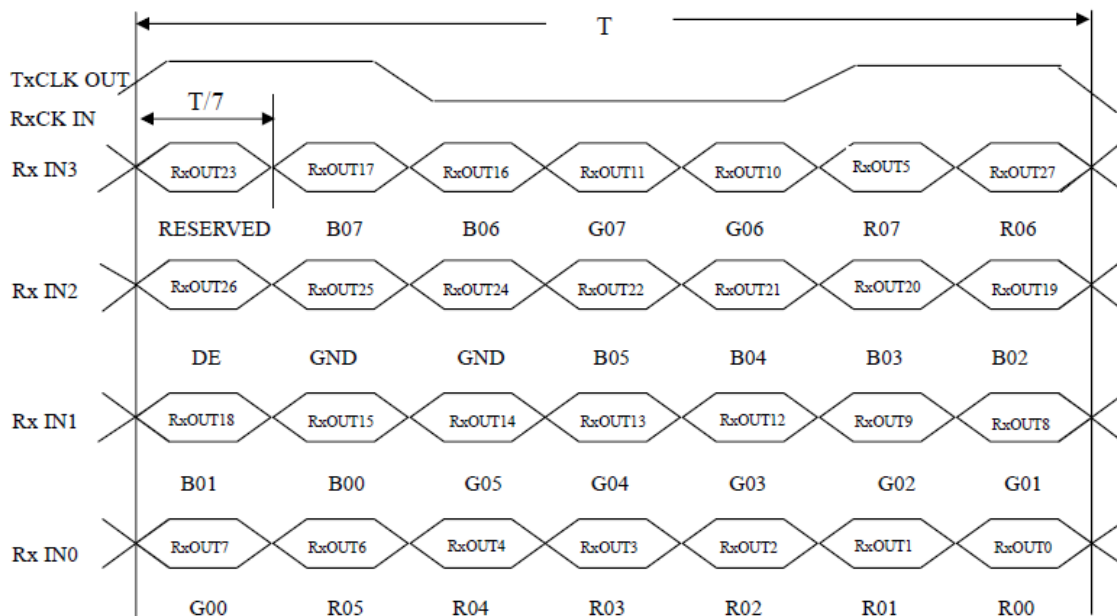 T
TxCLK OUT
T/7
RxCK IN
Rx IN3 RxOUT23 RxOUT17 RxOUT16 RxOUT11 RxOUT10 RxOUT5 RxOUT27
RESERVED B07 B06 G07 G06 R07 R06
Rx IN2 RxOUT26 RxOUT25 RxOUT24 RxOUT22 RxOUT21 RxOUT20 RxOUT19
DE GND GND B05 B04 B03 B02
Rx IN1 RxOUT18 RxOUT15 RxOUT14 RxOUT13 RxOUT12 RxOUT9 RxOUT8
B01 B00 G05 G04 G03 G02 G01
Rx IN0 RxOUT7 RxOUT6 RxOUT4 RxOUT3 RxOUT2 RxOUT1 RxOUT0
G00 R05 R04 R03 R02 R01 R00